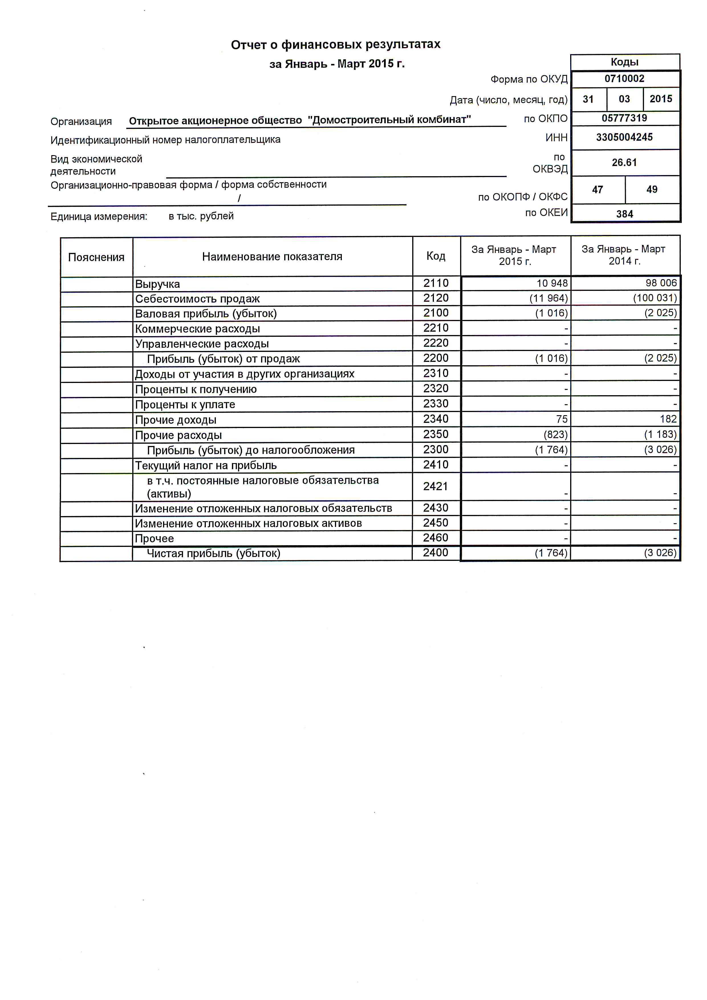 Отчет о финансовых результатах
за Январь - Март 2015 г.
Коды
Форма по ОКУД 0710002
Дата (число, месяц, год) 31 03 2015
Организация Открытое акционерное общество "Домостроительный комбинат" по ОКПО 05777319
Идентификационный номер налогоплательщика ИНН 3305004245
Вид экономической
деятельности
по
ОКВЭД
26.61
Организационно-правовая форма / форма собственности
/
по ОКОПФ / ОКФС 47 49
Единица измерения: в тыс. рублей по ОКЕИ 384
Пояснения Наименование показателя Код За Январь - Март 2015 г. За Январь - Март 2014 г.
Выручка 2110 10 948 98 006
Себестоимость продаж 2120 (11 964) (100 031)
Валовая прибыль (убыток) 2100 (1 016) (2 025)
Коммерческие расходы 2210 - -
Управленческие расходы 2220 - -
Прибыль (убыток) от продаж 2200 (1 016) (2 025)
Доходы от участия в других организациях 2310 - -
Проценты к получению 2320 - -
Проценты к уплате 2330 - -
Прочие доходы 2340 75 182
Прочие расходы 2350 (823) (1 183)
Прибыль (убыток) до налогообложения 2300 (1 764) (3 026)
Текущий налог на прибыль 2410 - -
в т.ч. постоянные налоговые обязательства
(активы) 2421 - -
Изменение отложенных налоговых обязательств 2430 - -
Изменение отложенных налоговых активов 2450 - -
Прочее 2460 - -
Чистая прибыль (убыток) 2400 (1 764) (3 026)